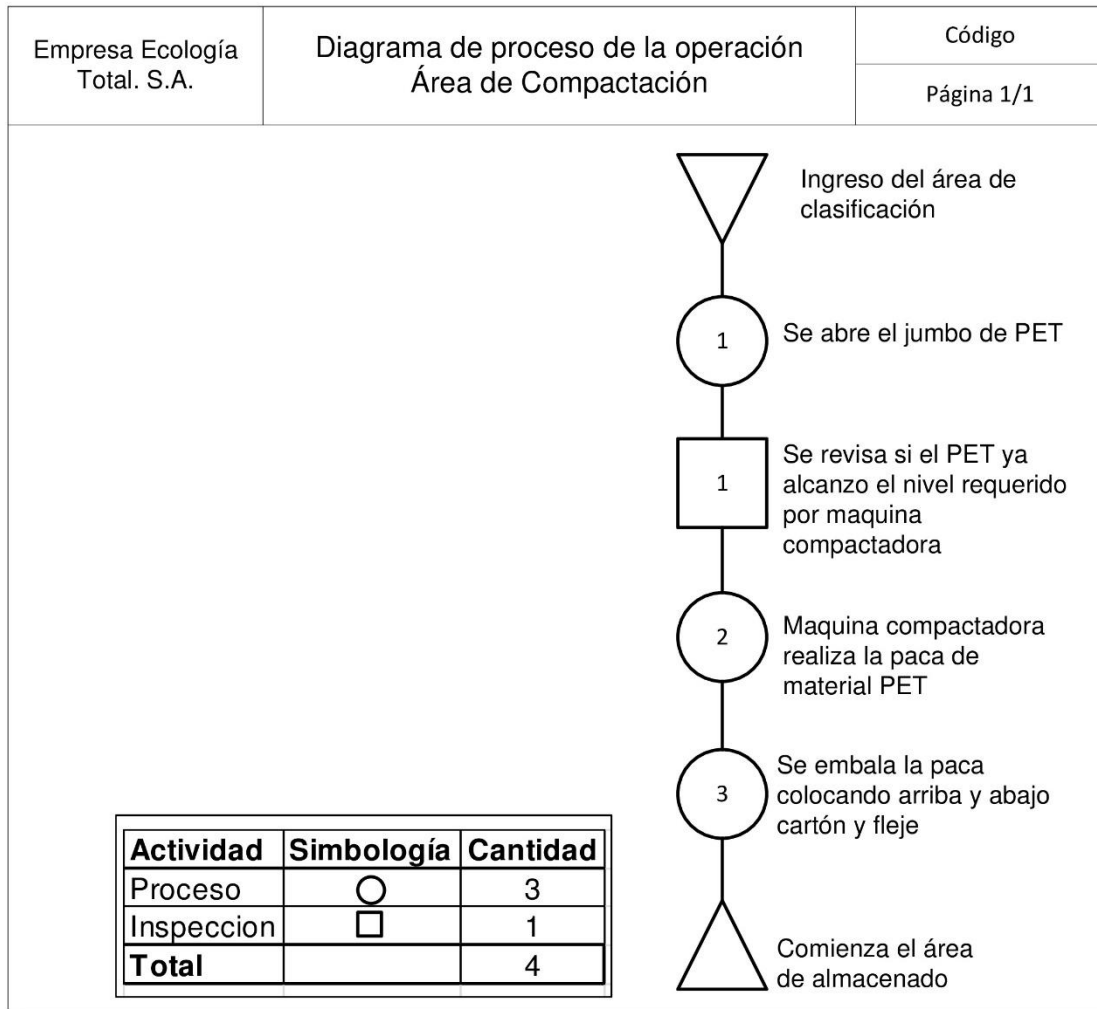 Empresa Ecología
Total. S.A.
Diagrama de proceso de la operación
Área de Compactación
Código
Página 1/1
Ingreso del área de
clasificación
1
Se abre el jumbo de PET
1
Se revisa si el PET ya
alcanzo el nivel requerido
por maquina
compactadora
2
Maquina compactadora
realiza la paca de
material PET
3
Se embala la paca
colocando arriba y abajo
cartón y fleje
Comienza el área
de almacenado
Actividad Simbología Cantidad
Proceso 3
Inspeccion 1
Total 4